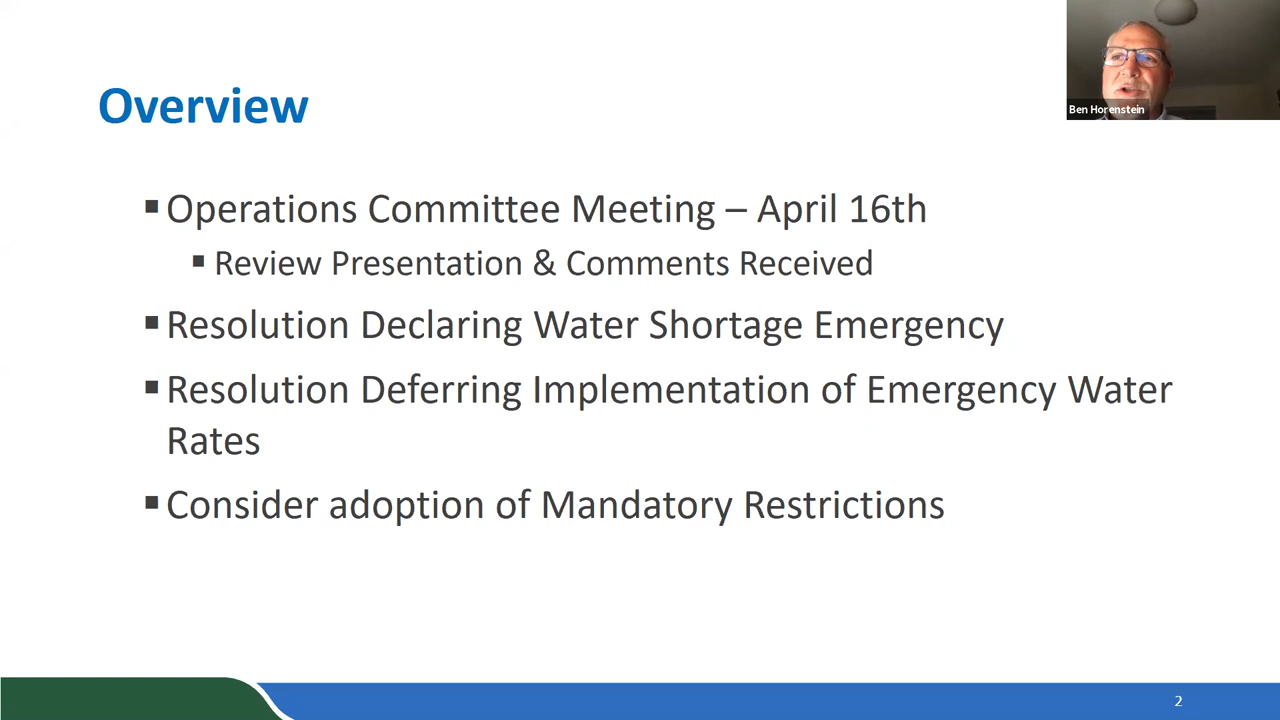 Ben Horenstein
Overview
▪ Operations Committee Meeting – April 16th
▪ Review Presentation & Comments Received
▪ Resolution Declaring Water Shortage Emergency
▪ Resolution Deferring Implementation of Emergency Water
Rates
▪ Consider adoption of Mandatory Restrictions
2